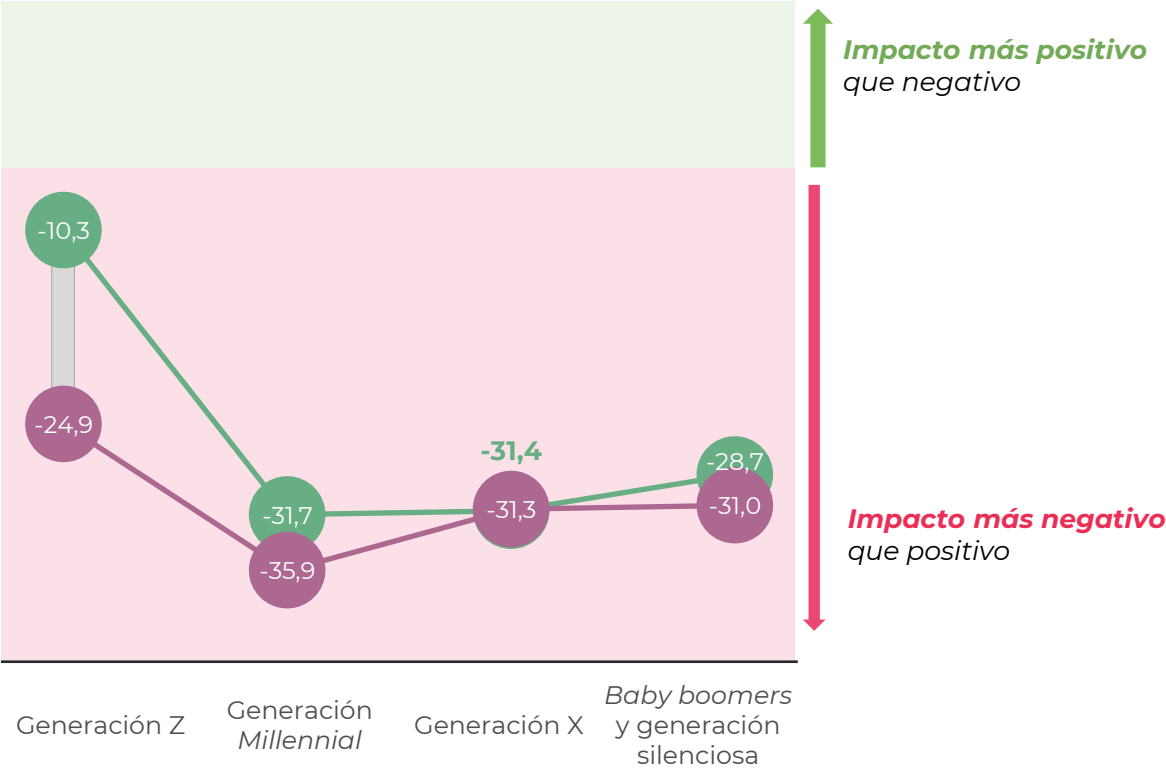 Impacto más positivo
que negativo
-10,3
-24,9
-31,4
-28,7
-31,7
-31,3
-31,0
-35,9
Impacto más negativo
que positivo
Generación Z
Generación
Millennial
Generación X
Baby boomers
y generación
silenciosa